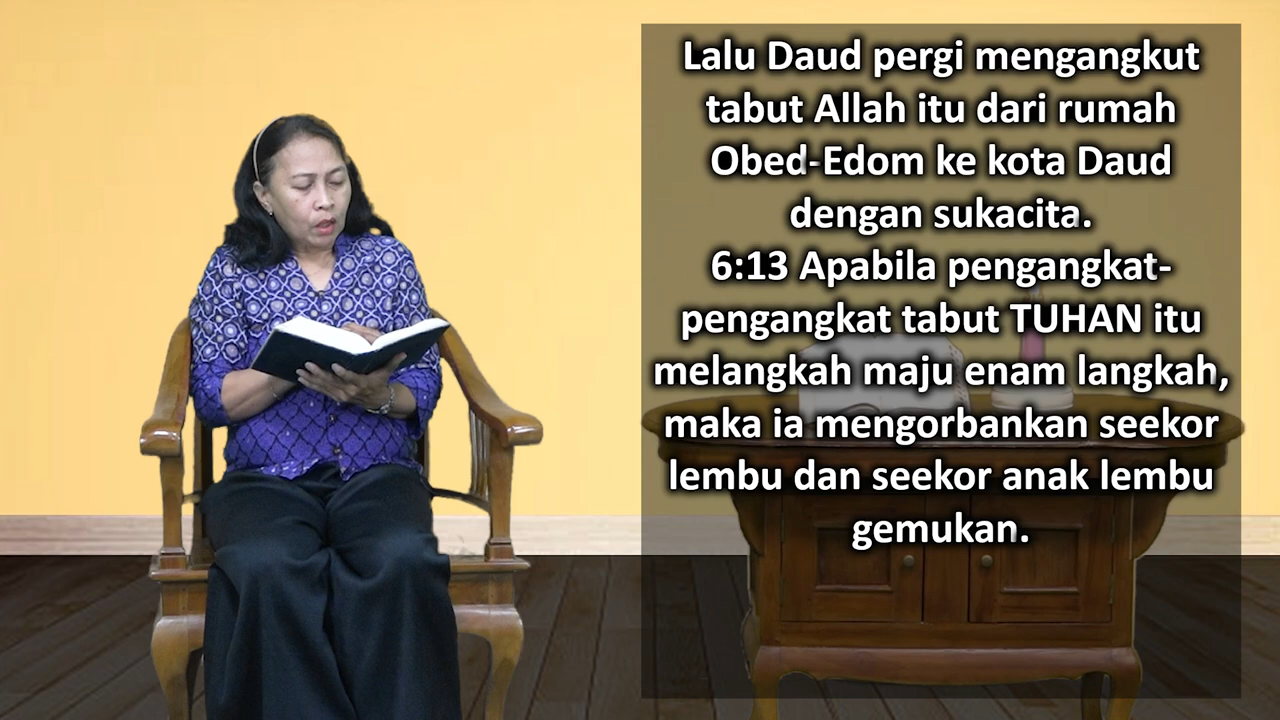 Lalu Daud pergi mengangkut
tabut Allah itu dari rumah
Obed-Edom ke kota Daud
dengan sukacita.
6:13 Apabila pengangkat-
pengangkat tabut TUHAN itu
melangkah maju enam langkah,
maka ia mengorbankan seekor
lembu dan seekor anak lembu
gemukan.